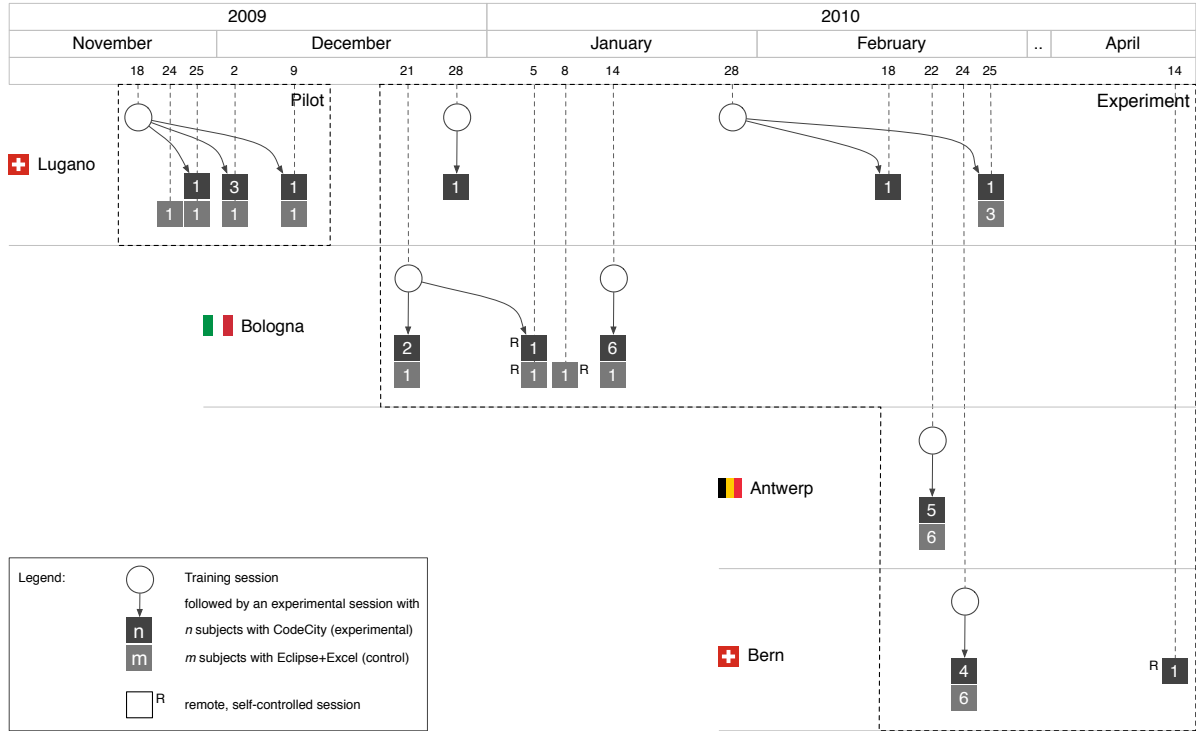 2009 2010
November December January February .. April
18 24 25 2 9 21 28 5 8 14 28 18 22 24 25 14
Pilot Experiment
Lugano
1 3 1 1 1 1
1 1 1 1 3
Bologna
2 R 1 6
1 R 1 1 R 1
Antwerp
5
6
Bern
4 R 1
6
Legend:
Training session
followed by an experimental session with
n n subjects with CodeCity (experimental)
m m subjects with Eclipse+Excel (control)
R remote, self-controlled session